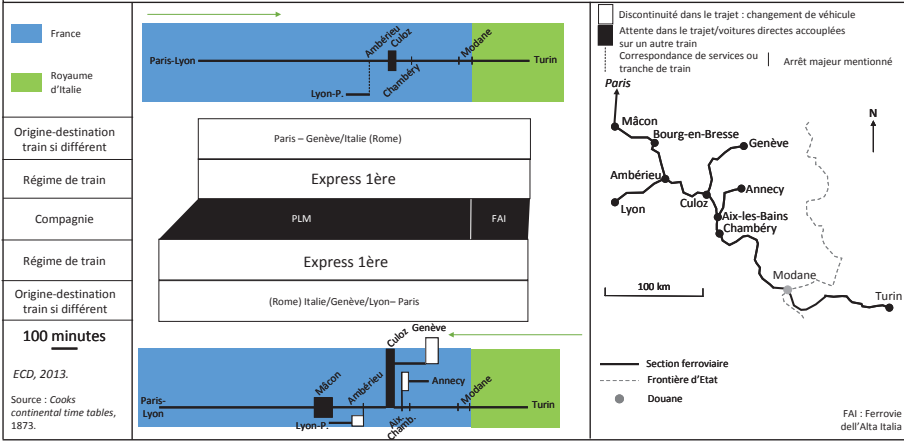 France
Royaume
d'Italie
Origine-destination
train si différent
Régime de train
Compagnie
Régime de train
Origine-destination
train si différent
100 minutes
ECD, 2013.
Source : Cooks
continental time tables,
1873.
Paris-Lyon
Lyon-P.
Ambérieu
Culoz
Chambéry
Modane
Turin
Paris – Genève/Italie (Rome)
Express 1ère
PLM
FAI
Express 1ère
(Rome) Italie/Genève/Lyon– Paris
Paris-
Lyon
Mâcon
Lyon-P.
Ambérieu
Culoz
Genève
Aix.
Chamb.
Annecy
Modane
Turin
Discontinuité dans le trajet : changement de véhicule
Attente dans le trajet/voitures directes accouplées
sur un autre train
Correspondance de services ou
tranche de train
Arrêt majeur mentionné
Paris
N
Mâcon
Bourg-en-Bresse
Genève
Ambérieu
Annecy
Lyon
Culoz
Aix-les-Bains
Chambéry
Modane
100 km
Turin
Section ferroviaire
Frontière d'Etat
Douane
FAI : Ferrovie
dell'Alta Italia